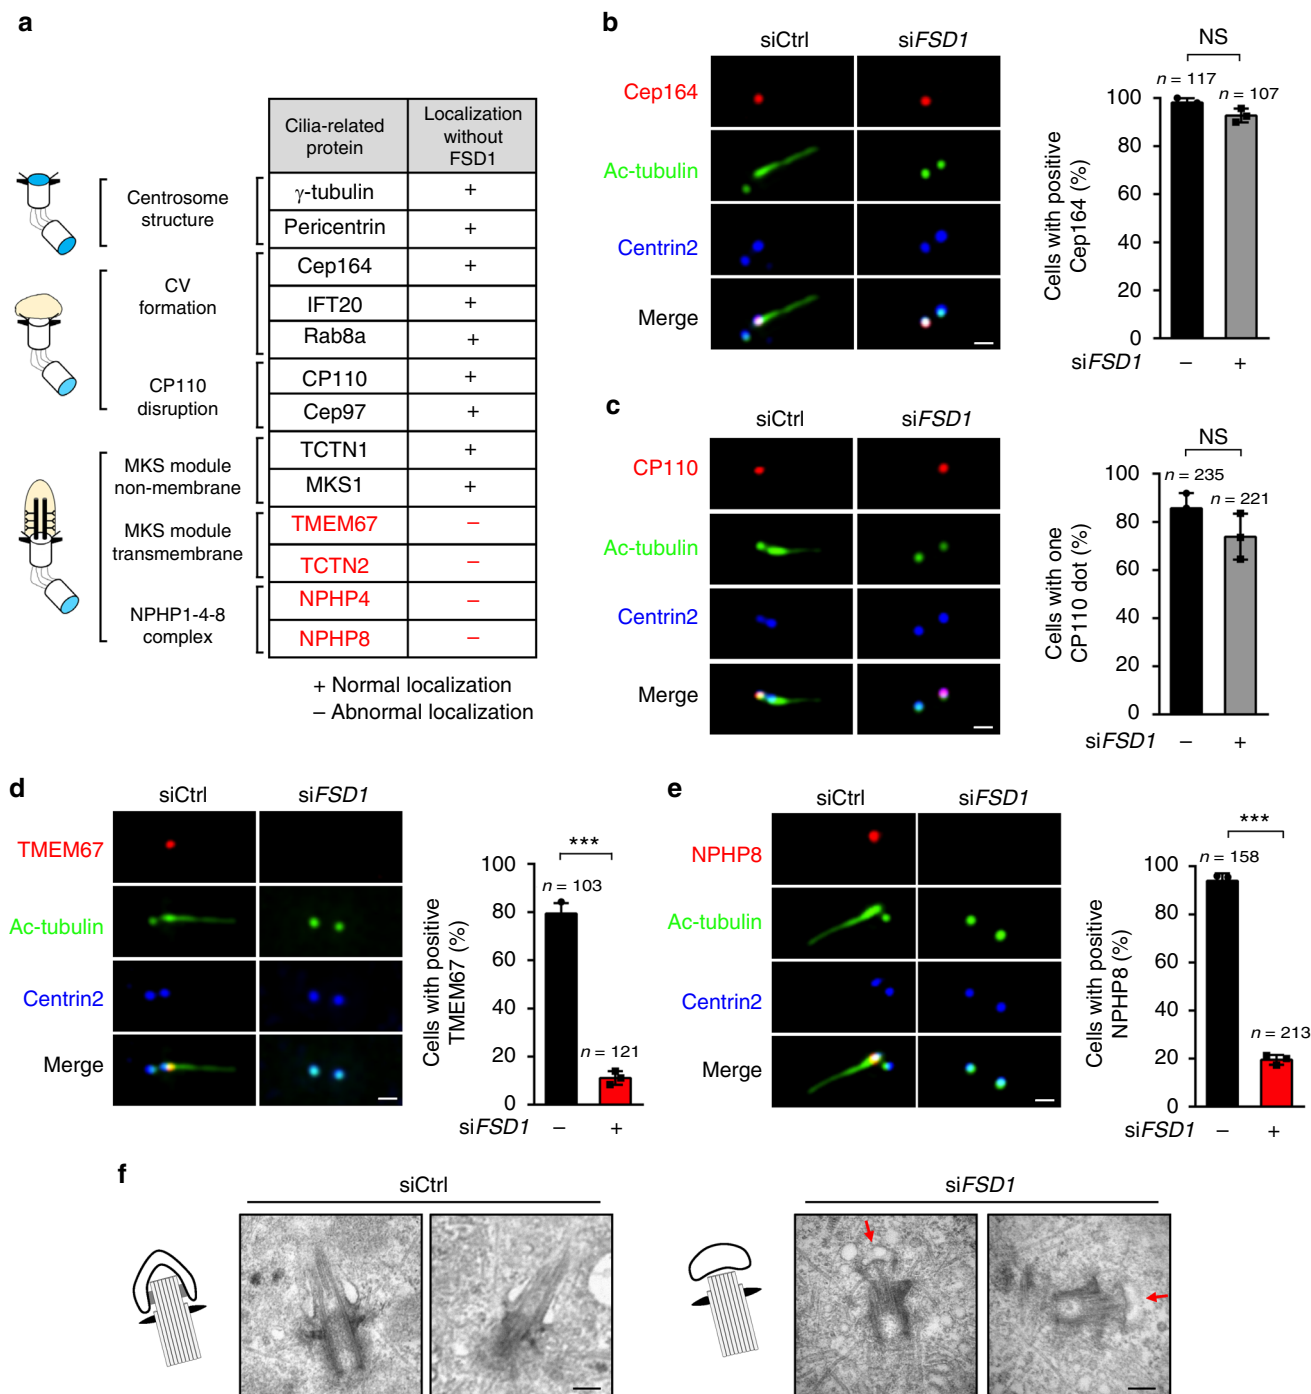 a
Cilia-related
protein
Localization
without
FSD1
Centrosome
structure
γ-tubulin
+
Pericentrin
+
CV
formation
Cep164
+
IFT20
+
Rab8a
+
CP110
disruption
CP110
+
Cep97
+
MKS module
non-membrane
TCTN1
+
MKS1
+
MKS module
transmembrane
TMEM67
–
TCTN2
–
NPHP1-4-8
complex
NPHP4
–
NPHP8
–
+ Normal localization
– Abnormal localization
b
siCtrl
siFSD1
Cep164
Ac-tubulin
Centrin2
Merge
Cells with positive
Cep164 (%)
NS
n = 117
n = 107
100
80
60
40
20
0
siFSD1 – +
c
siCtrl
siFSD1
CP110
Ac-tubulin
Centrin2
Merge
Cells with one
CP110 dot (%)
NS
n = 235
n = 221
100
80
60
40
20
0
siFSD1 – +
d
siCtrl
siFSD1
TMEM67
Ac-tubulin
Centrin2
Merge
Cells with positive
TMEM67 (%)
***
n = 103
n = 121
100
80
60
40
20
0
siFSD1 – +
e
siCtrl
siFSD1
NPHP8
Ac-tubulin
Centrin2
Merge
Cells with positive
NPHP8 (%)
***
n = 158
n = 213
100
80
60
40
20
0
siFSD1 – +
f
siCtrl
siFSD1